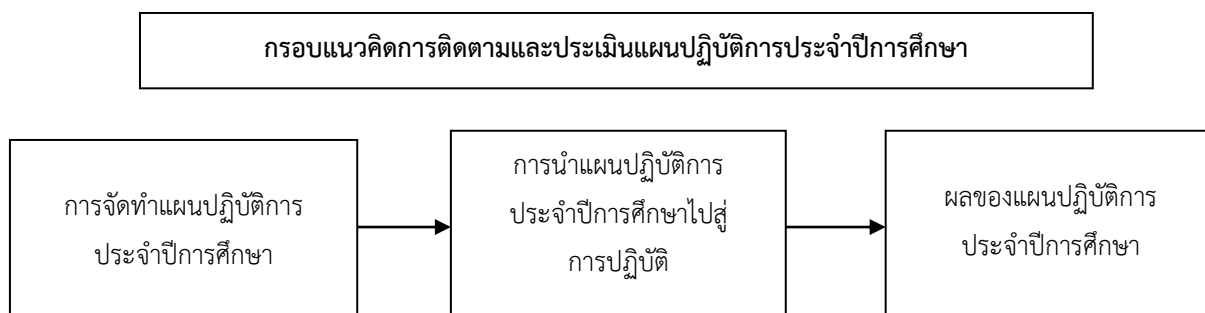 กรอบแนวคิดการติดตามและประเมินแผนปฏิบัติการประจำปีการศึกษา
การจัดทำแผนปฏิบัติการ
ประจำปีการศึกษา
การนำแผนปฏิบัติการ
ประจำปีการศึกษาไปสู่
การปฏิบัติ
ผลของแผนปฏิบัติการ
ประจำปีการศึกษา